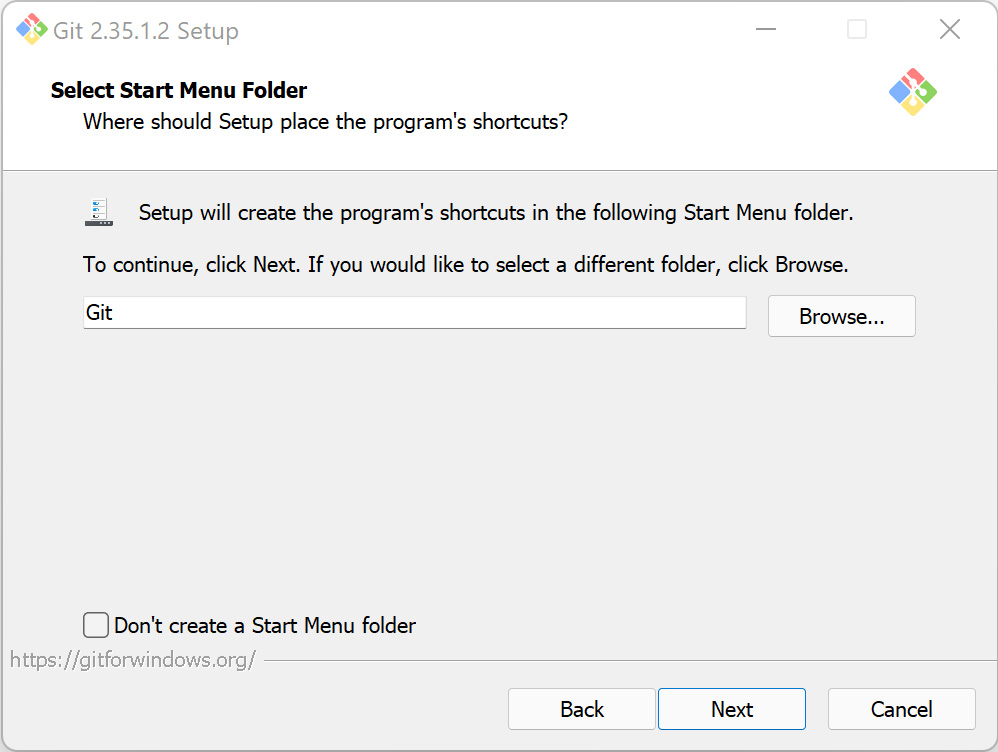 Git 2.35.1.2 Setup
Select Start Menu Folder
Where should Setup place the program's shortcuts?
Setup will create the program's shortcuts in the following Start Menu folder.
To continue, click Next. If you would like to select a different folder, click Browse.
Git
Browse...
Don't create a Start Menu folder
https://gitforwindows.org/
Back
Next
Cancel